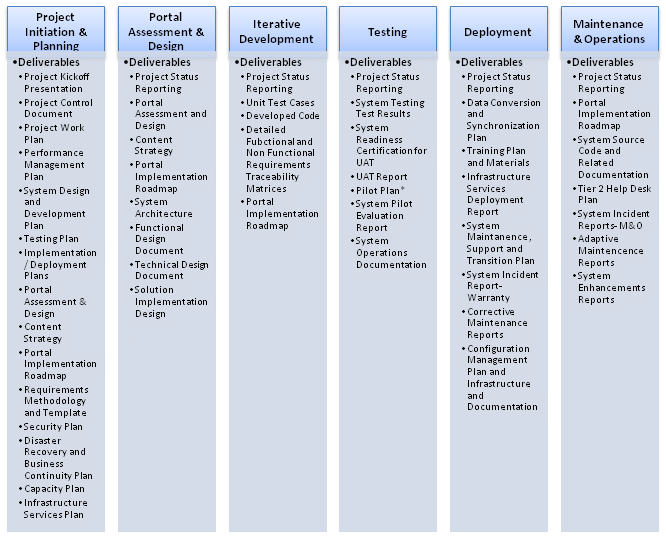 Project
Initiation &
Planning
•Deliverables
•Project Kickoff
Presentation
•Project Control
Document
•Project Work
Plan
•Performance
Management
Plan
•System Design
and
Development
Plan
•Testing Plan
•Implementation
/ Deployment
Plans
•Portal
Assessment &
Design
•Content
Strategy
•Portal
Implementation
Roadmap
•Requirements
Methodology
and Template
•Security Plan
•Disaster
Recovery and
Business
Continuity Plan
•Capacity Plan
•Infrastructure
Services Plan
Portal
Assessment &
Design
•Deliverables
•Project Status
Reporting
•Portal
Assessment and
Design
•Content
Strategy
•Portal
Implementation
Roadmap
•System
Architecture
•Functional
Design
Document
•Technical Design
Document
•Solution
Implementation
Design
Iterative
Development
•Deliverables
•Project Status
Reporting
•Unit Test Cases
•Developed Code
•Detailed
Fubctional and
Non Functional
Requirements
Traceability
Matrices
•Portal
Implementation
Roadmap
Testing
•Deliverables
•Project Status
Reporting
•System Testing
Test Results
•System
Readiness
Certification for
UAT
•UAT Report
•Pilot Plan*
•System Pilot
Evaluation
Report
•System
Operations
Documentation
Deployment
•Deliverables
•Project Status
Reporting
•Data Conversion
and
Synchronization
Plan
•Training Plan
and Materials
•Infrastructure
Services
Deployment
Report
•System
Maintanence,
Support and
Transition Plan
•System Incident
Report-
Warranty
•Corrective
Maintenance
Reports
•Configuration
Management
Plan and
Infrastructure
and
Documentation
Maintenance
& Operations
•Deliverables
•Project Status
Reporting
•Portal
Implementation
Roadmap
•System Source
Code and
Related
Documentation
•Tier 2 Help Desk
Plan
•System Incident
Reports- M&O
•Adaptive
Maintencence
Reports
•System
Enhancements
Reports